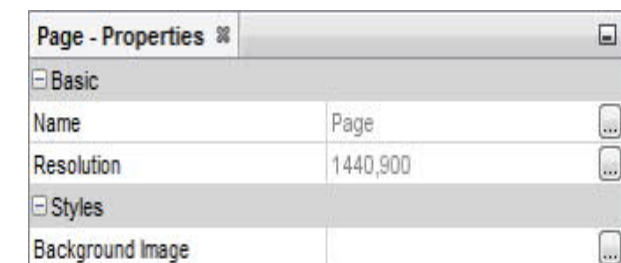 Page - Properties
Basic
Name Page ...
Resolution 1440,900 ...
Styles
Background Image ...